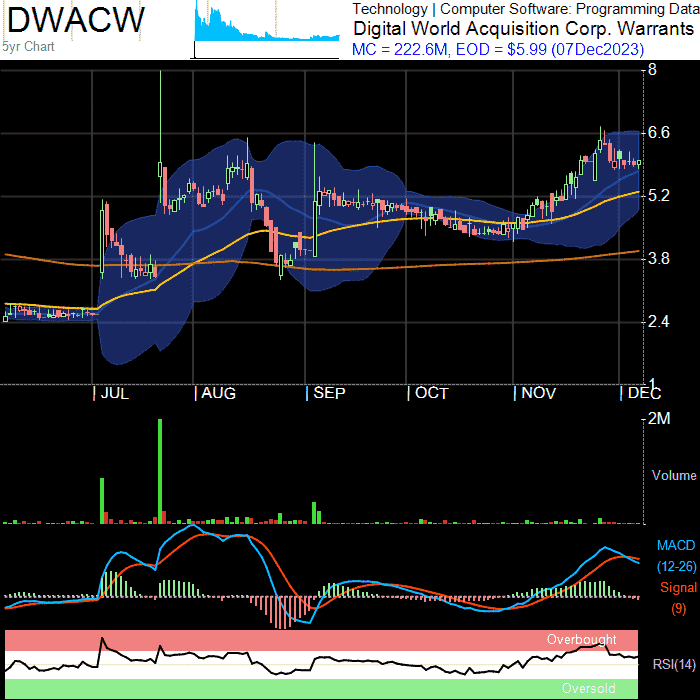 DWACW
5yr Chart
Technology | Computer Software: Programming Data
Digital World Acquisition Corp. Warrants
MC = 222.6M, EOD = $5.99 (07Dec2023)
8
6.6
5.2
3.8
2.4
1
| JUL | AUG | SEP | OCT | NOV | DEC
2M
Volume
MACD
(12-26)
Signal
(9)
Overbought
RSI(14)
Oversold